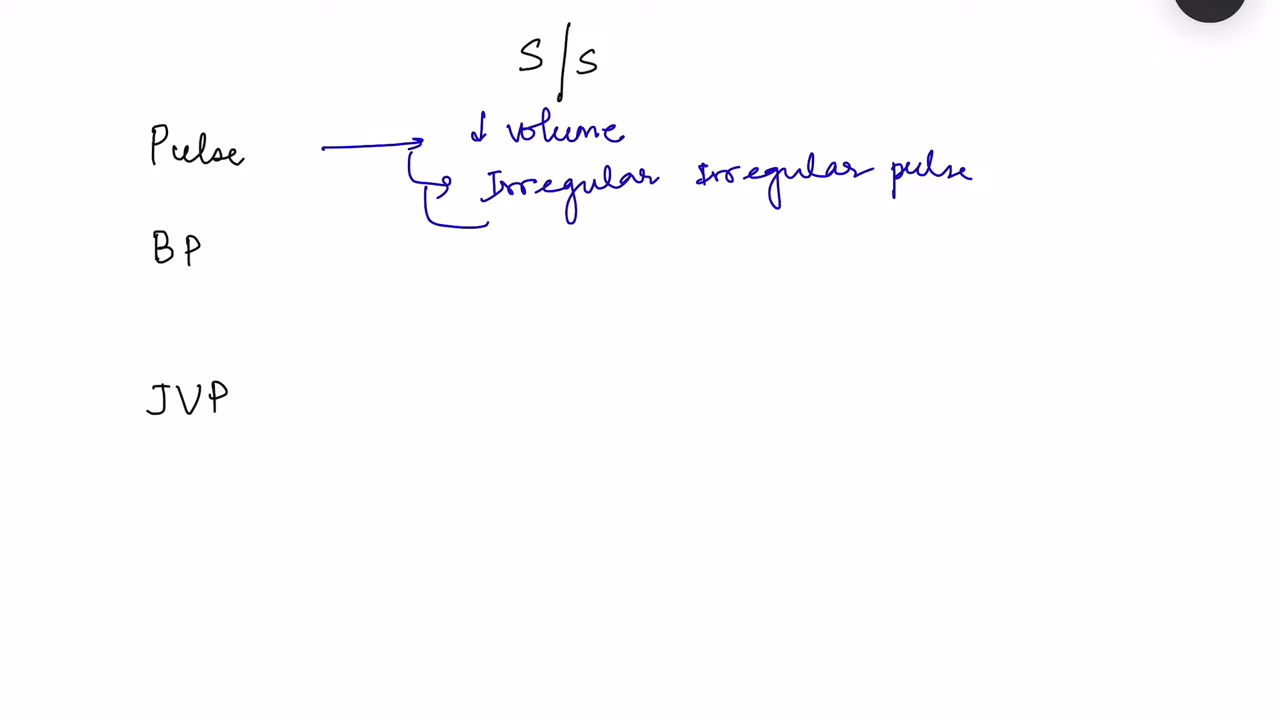 S/S
Pulse → ↓ volume
↳ Irregular Irregular pulse
BP
JVP